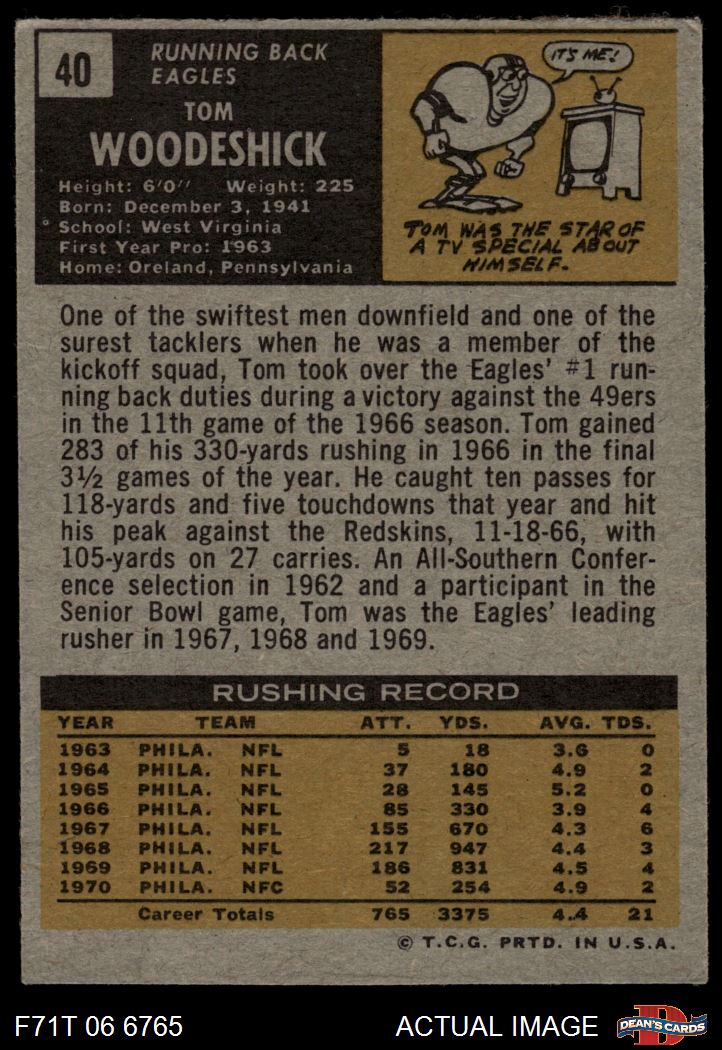 40
RUNNING BACK
EAGLES
TOM
WOODESHICK
Height: 6'0" Weight: 225
Born: December 3, 1941
School: West Virginia
First Year Pro: 1963
Home: Oreland, Pennsylvania
IT'S ME!
TOM WAS THE STAR OF
A TV SPECIAL ABOUT
HIMSELF.
One of the swiftest men downfield and one of the
surest tacklers when he was a member of the
kickoff squad, Tom took over the Eagles' #1 run-
ning back duties during a victory against the 49ers
in the 11th game of the 1966 season. Tom gained
283 of his 330-yards rushing in 1966 in the final
3½ games of the year. He caught ten passes for
118-yards and five touchdowns that year and hit
his peak against the Redskins, 11-18-66, with
105-yards on 27 carries. An All-Southern Confer-
ence selection in 1962 and a participant in the
Senior Bowl game, Tom was the Eagles' leading
rusher in 1967, 1968 and 1969.
RUSHING RECORD
YEAR TEAM ATT. YDS. AVG. TDS.
1963 PHILA. NFL 5 18 3.6 0
1964 PHILA. NFL 37 180 4.9 2
1965 PHILA. NFL 28 145 5.2 0
1966 PHILA. NFL 85 330 3.9 4
1967 PHILA. NFL 155 670 4.3 6
1968 PHILA. NFL 217 947 4.4 3
1969 PHILA. NFL 186 831 4.5 4
1970 PHILA. NFC 52 254 4.9 2
Career Totals 765 3375 4.4 21
© T.C.G. PRTD. IN U.S.A.
F71T 06 6765 ACTUAL IMAGE DEAN'S CARDS